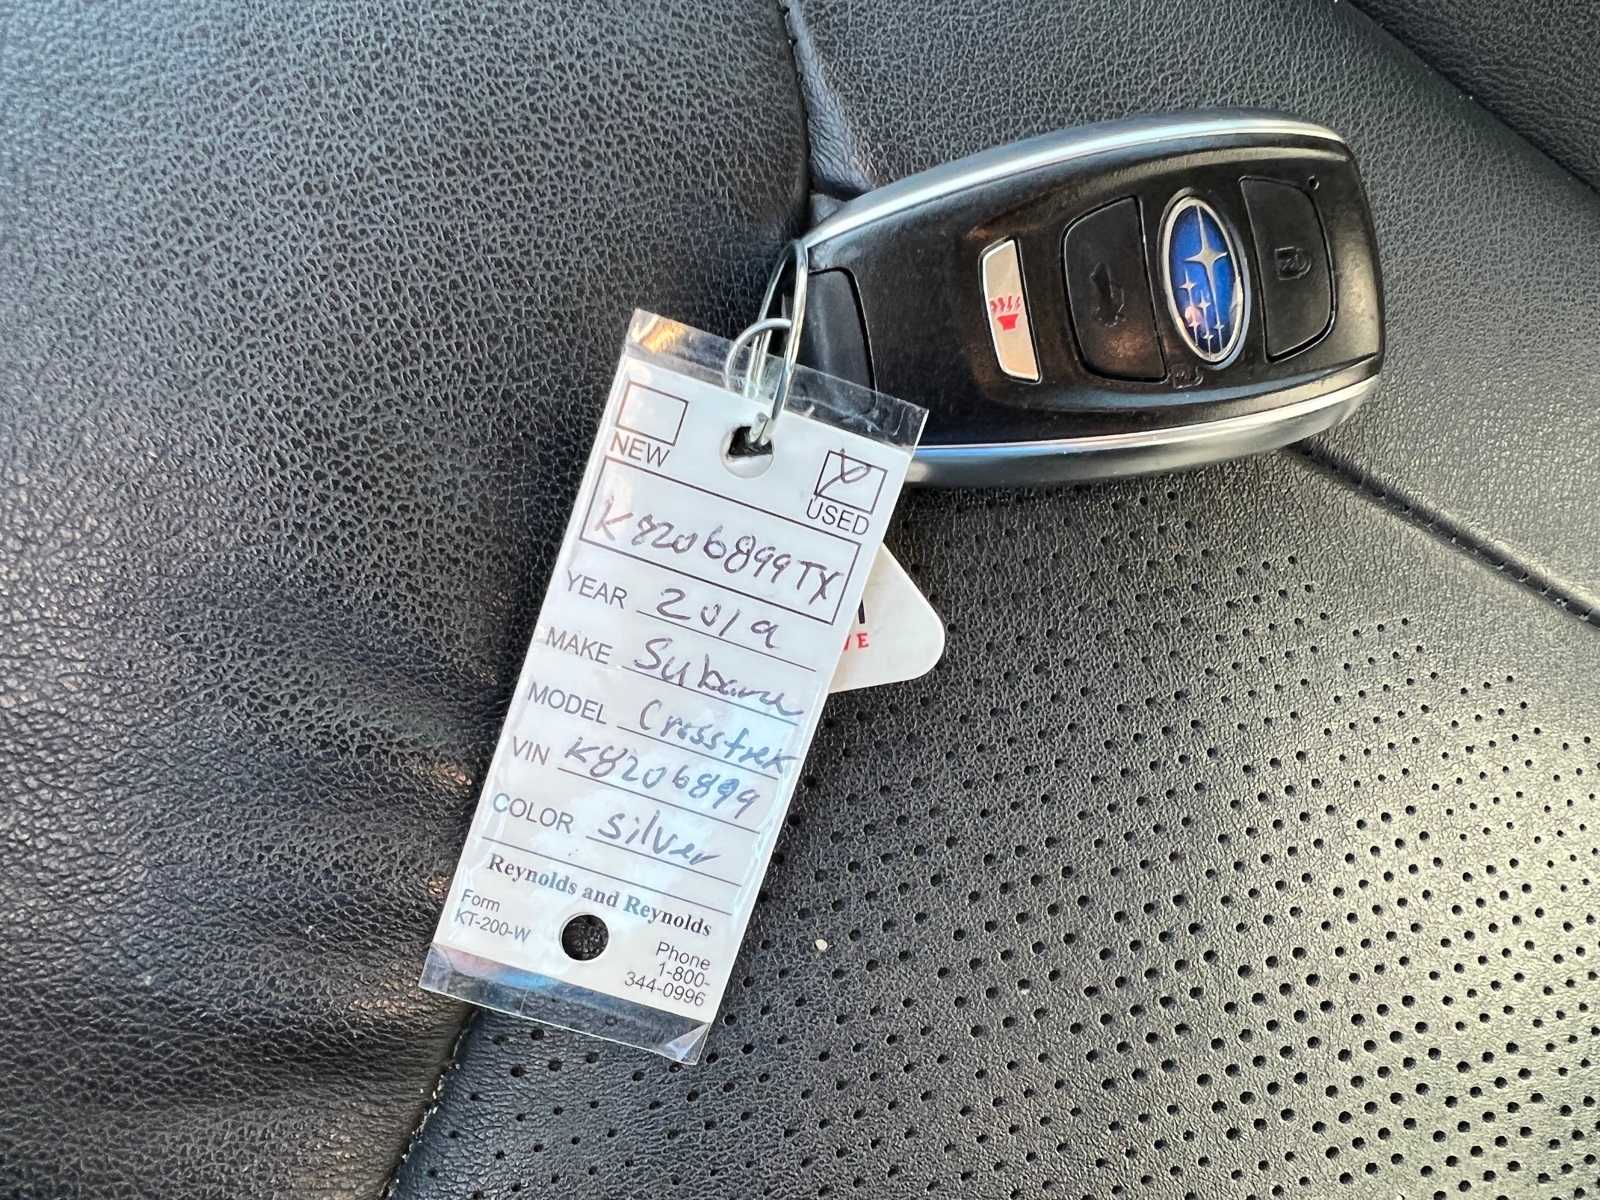 NEW
USED
K8206899TX
YEAR 2019
MAKE Subaru
MODEL Crosstrek
VIN K8206899
COLOR silver
Reynolds and Reynolds
Form
KT-200-W
Phone
1-800-
344-0996